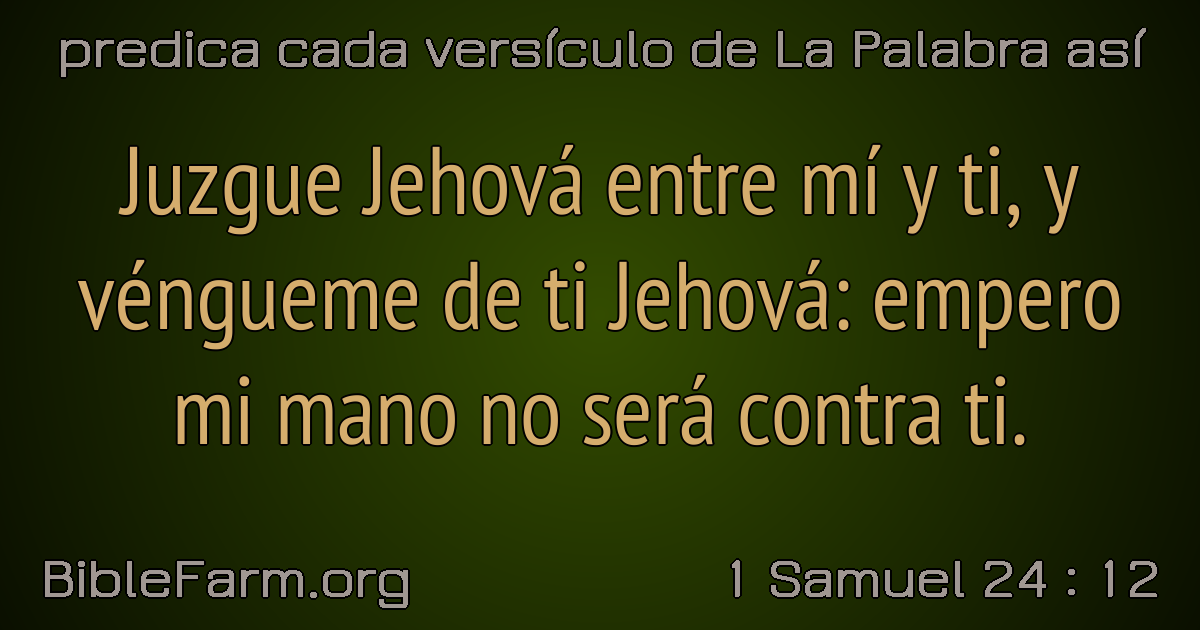 predica cada versículo de La Palabra así
Juzgue Jehová entre mí y ti, y
véngueme de ti Jehová: empero
mi mano no será contra ti.
BibleFarm.org
1 Samuel 24 : 12